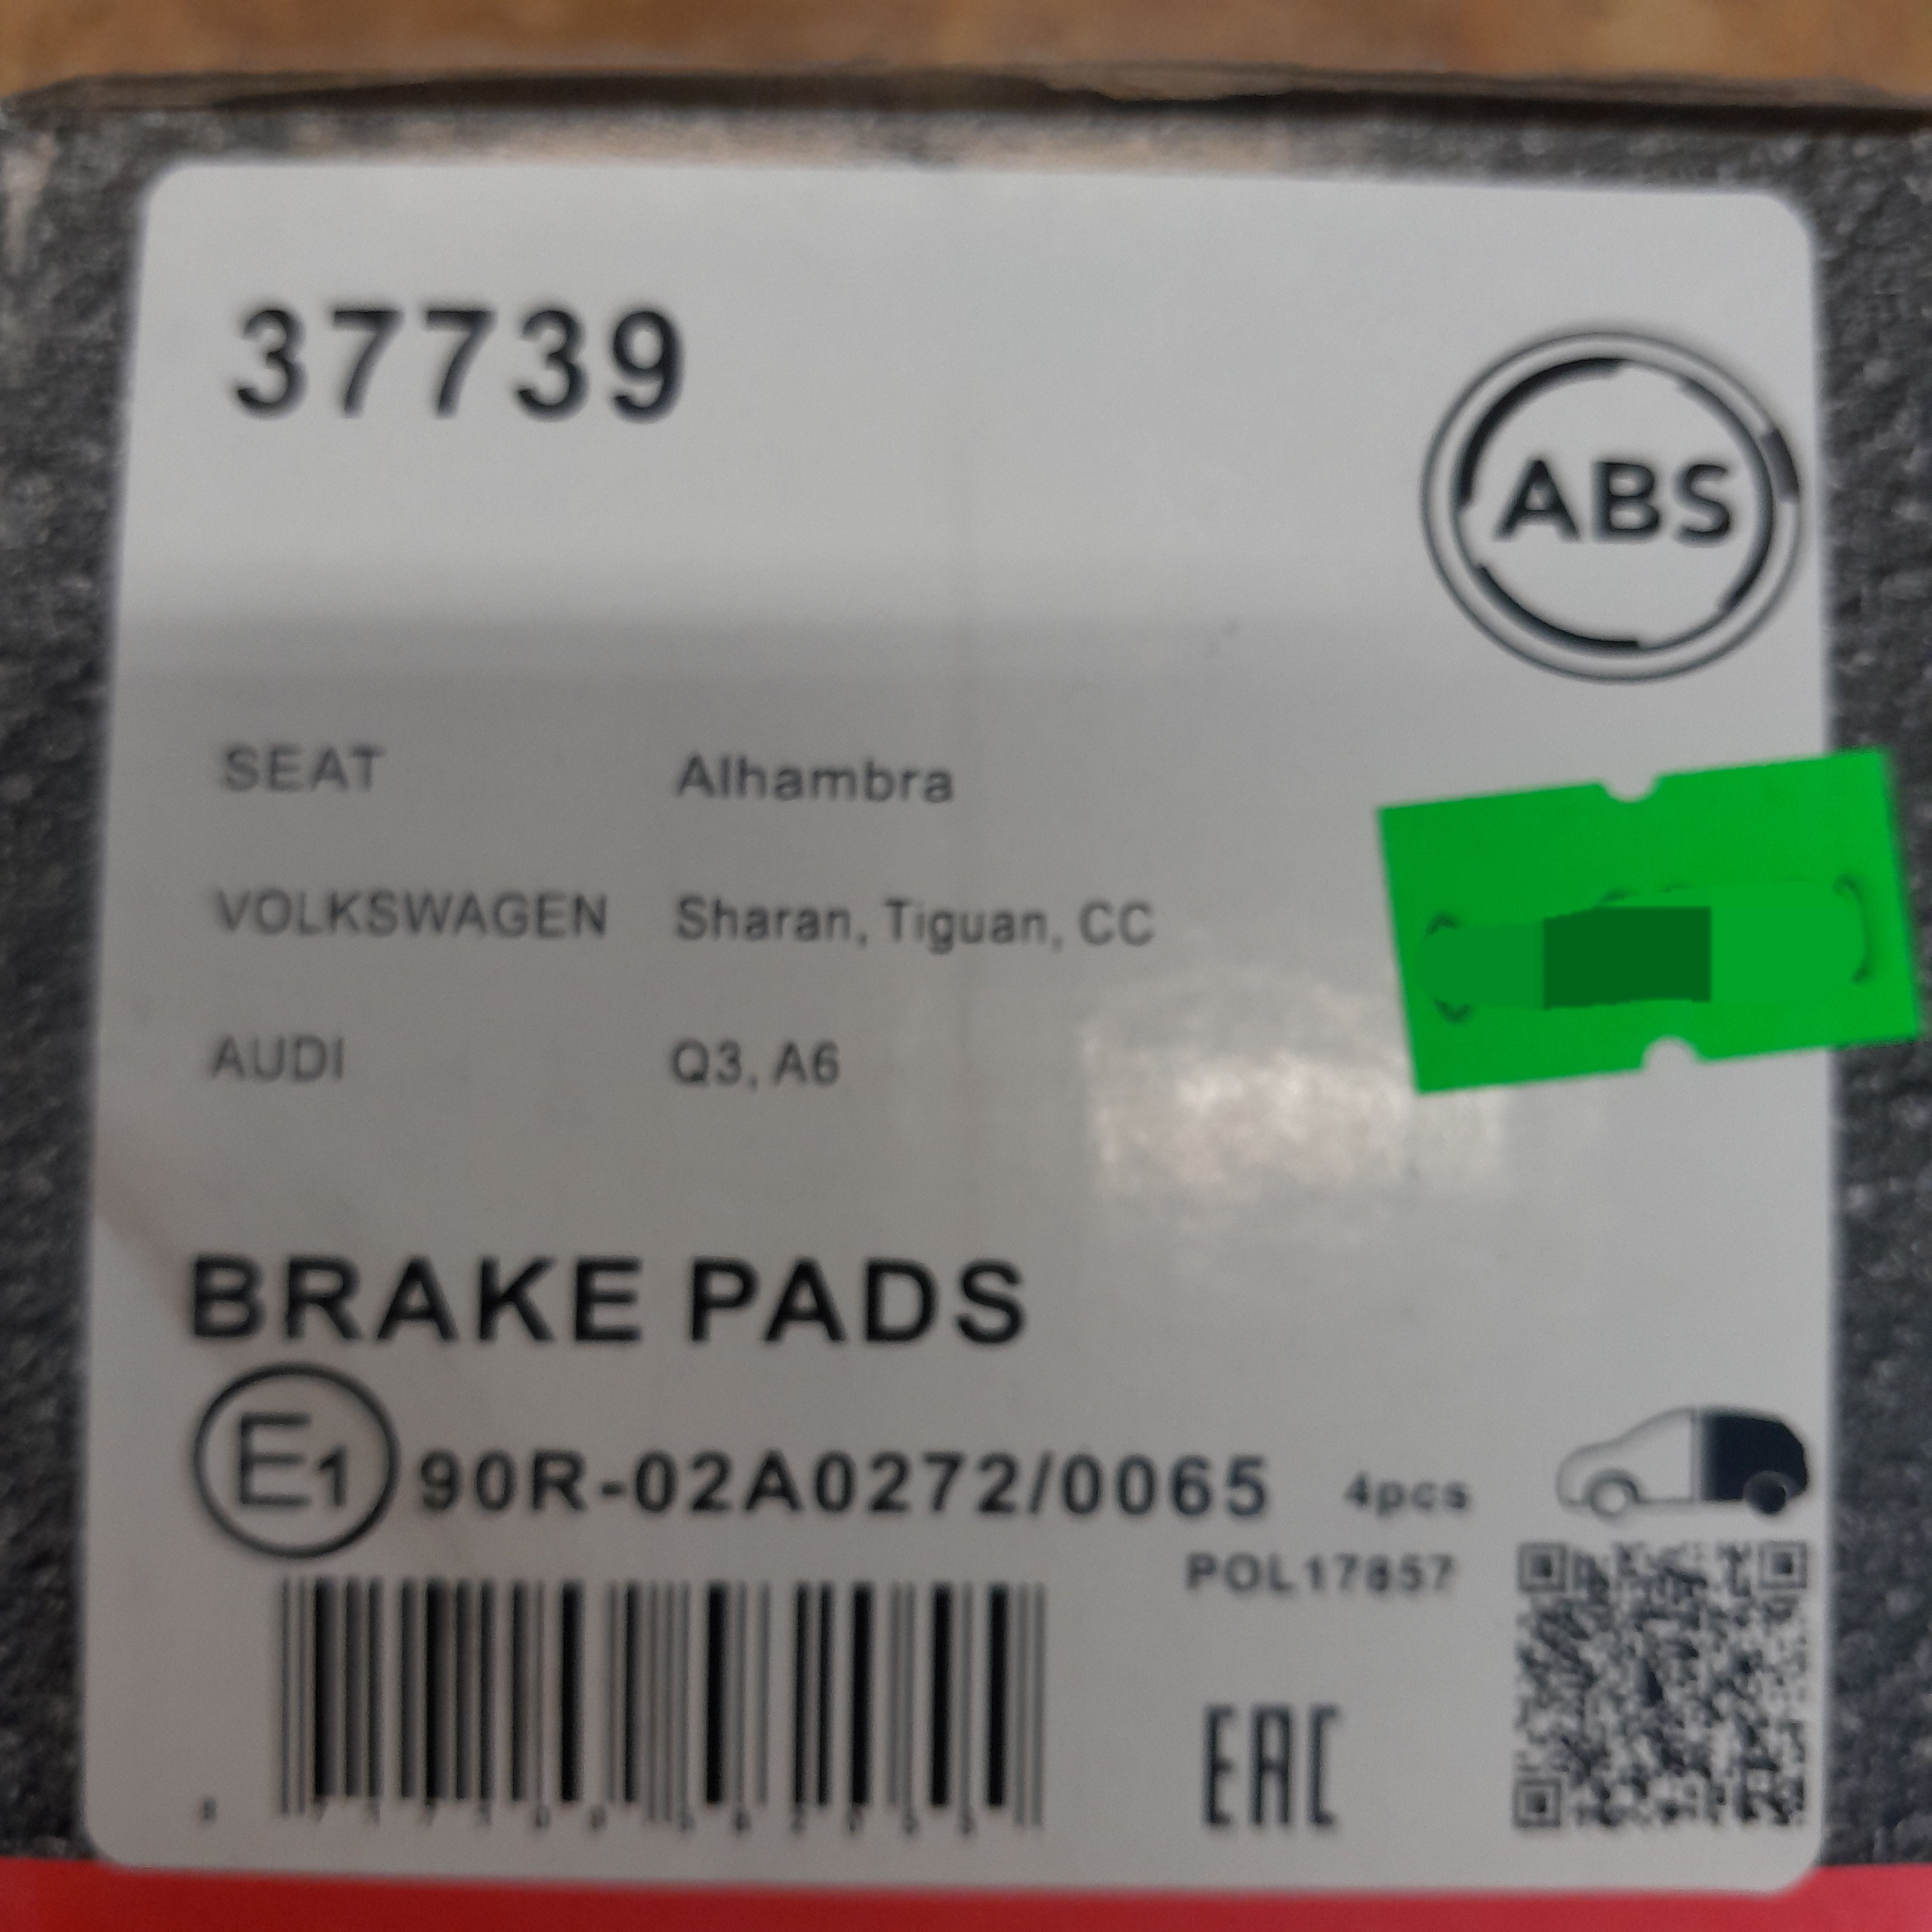 37739
ABS
SEAT Alhambra
VOLKSWAGEN Sharan, Tiguan, CC
AUDI Q3, A6
BRAKE PADS
E1 90R-02A0272/0065 4pcs
POL17857
EAC